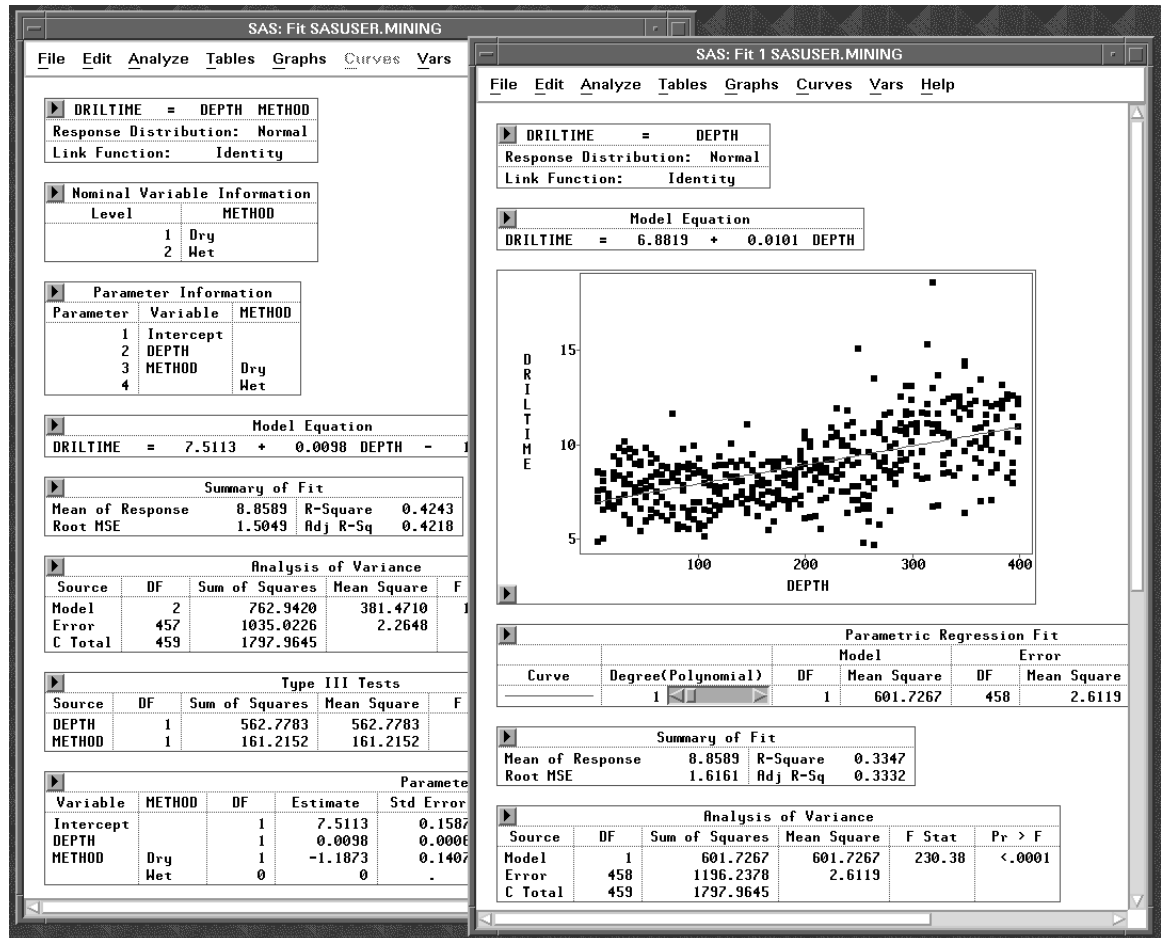 SAS: Fit SASUSER.MINING
File Edit Analyze Tables Graphs Curves Vars
DRILTIME = DEPTH METHOD
Response Distribution: Normal
Link Function: Identity
Nominal Variable Information
Level METHOD
1 Dry
2 Wet
Parameter Information
Parameter Variable METHOD
1 Intercept
2 DEPTH
3 METHOD Dry
4 Wet
Model Equation
DRILTIME = 7.5113 + 0.0098 DEPTH - 1
Summary of Fit
Mean of Response 8.8589 R-Square 0.4243
Root MSE 1.5049 Adj R-Sq 0.4218
Analysis of Variance
Source DF Sum of Squares Mean Square F
Model 2 762.9420 381.4710 1
Error 457 1035.0226 2.2648
C Total 459 1797.9645
Type III Tests
Source DF Sum of Squares Mean Square F
DEPTH 1 562.7783 562.7783
METHOD 1 161.2152 161.2152
Paramete
Variable METHOD DF Estimate Std Error
Intercept 1 7.5113 0.1587
DEPTH 1 0.0098 0.0006
METHOD Dry 1 -1.1873 0.1407
Wet 0 0 .
SAS: Fit 1 SASUSER.MINING
File Edit Analyze Tables Graphs Curves Vars Help
DRILTIME = DEPTH
Response Distribution: Normal
Link Function: Identity
Model Equation
DRILTIME = 6.8819 + 0.0101 DEPTH
DRILTIME
15
10
5
100 200 300 400
DEPTH
Parametric Regression Fit
Model Error
Curve Degree(Polynomial) DF Mean Square DF Mean Square
1 1 601.7267 458 2.6119
Summary of Fit
Mean of Response 8.8589 R-Square 0.3347
Root MSE 1.6161 Adj R-Sq 0.3332
Analysis of Variance
Source DF Sum of Squares Mean Square F Stat Pr > F
Model 1 601.7267 601.7267 230.38 <.0001
Error 458 1196.2378 2.6119
C Total 459 1797.9645